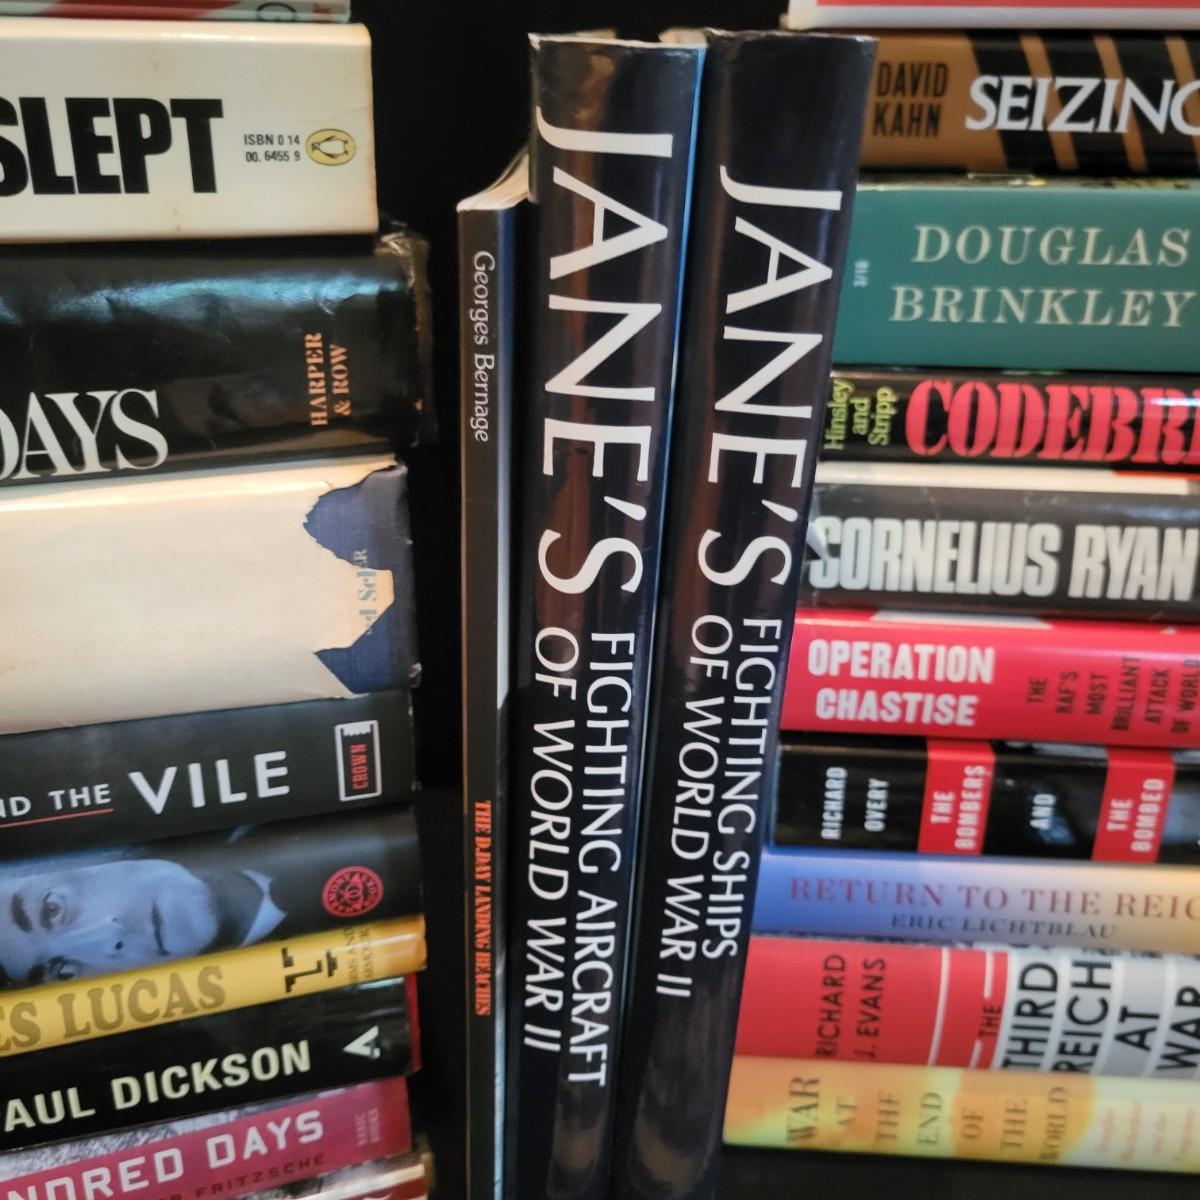 SLEPT
ISBN 0 14
00. 6455 9
DAYS
HARPER
& ROW
ND THE VILE
CROWN
ES LUCAS
AUL DICKSON
NDRED DAYS
FRITZSCHE
BASIC
BOOKS
Georges Bernage
THE D.DAY LANDING BEACHES
JANE'S
FIGHTING AIRCRAFT
OF WORLD WAR II
JANE'S
FIGHTING SHIPS
OF WORLD WAR II
DAVID
KAHN
SEIZING
DOUGLAS
BRINKLEY
Hinsley
and
Stripp
CODEBR
CORNELIUS RYAN
OPERATION
CHASTISE
THE
RAF'S
MOST
BRILLIANT
ATTACK
OF WORLD
RICHARD
OVERY
THE
BOMBERS
AND
THE
BOMBED
RETURN TO THE REIC
ERIC LICHTBLAU
RICHARD
J. EVANS
THE
THIRD
REICH
AT
WAR
WAR
AT
THE
END
OF
THE
WORLD